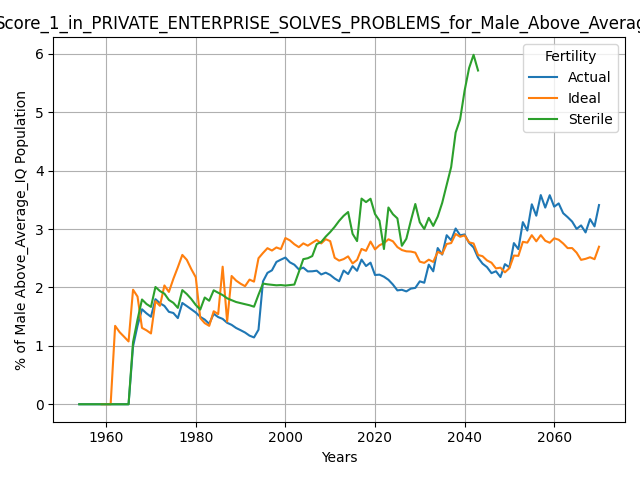 Score_1_in_PRIVATE_ENTERPRISE_SOLVES_PROBLEMS_for_Male_Above_Averag
Fertility
Actual
Ideal
Sterile
% of Male Above_Average_IQ Population
6
5
4
3
2
1
0
1960 1980 2000 2020 2040 2060
Years